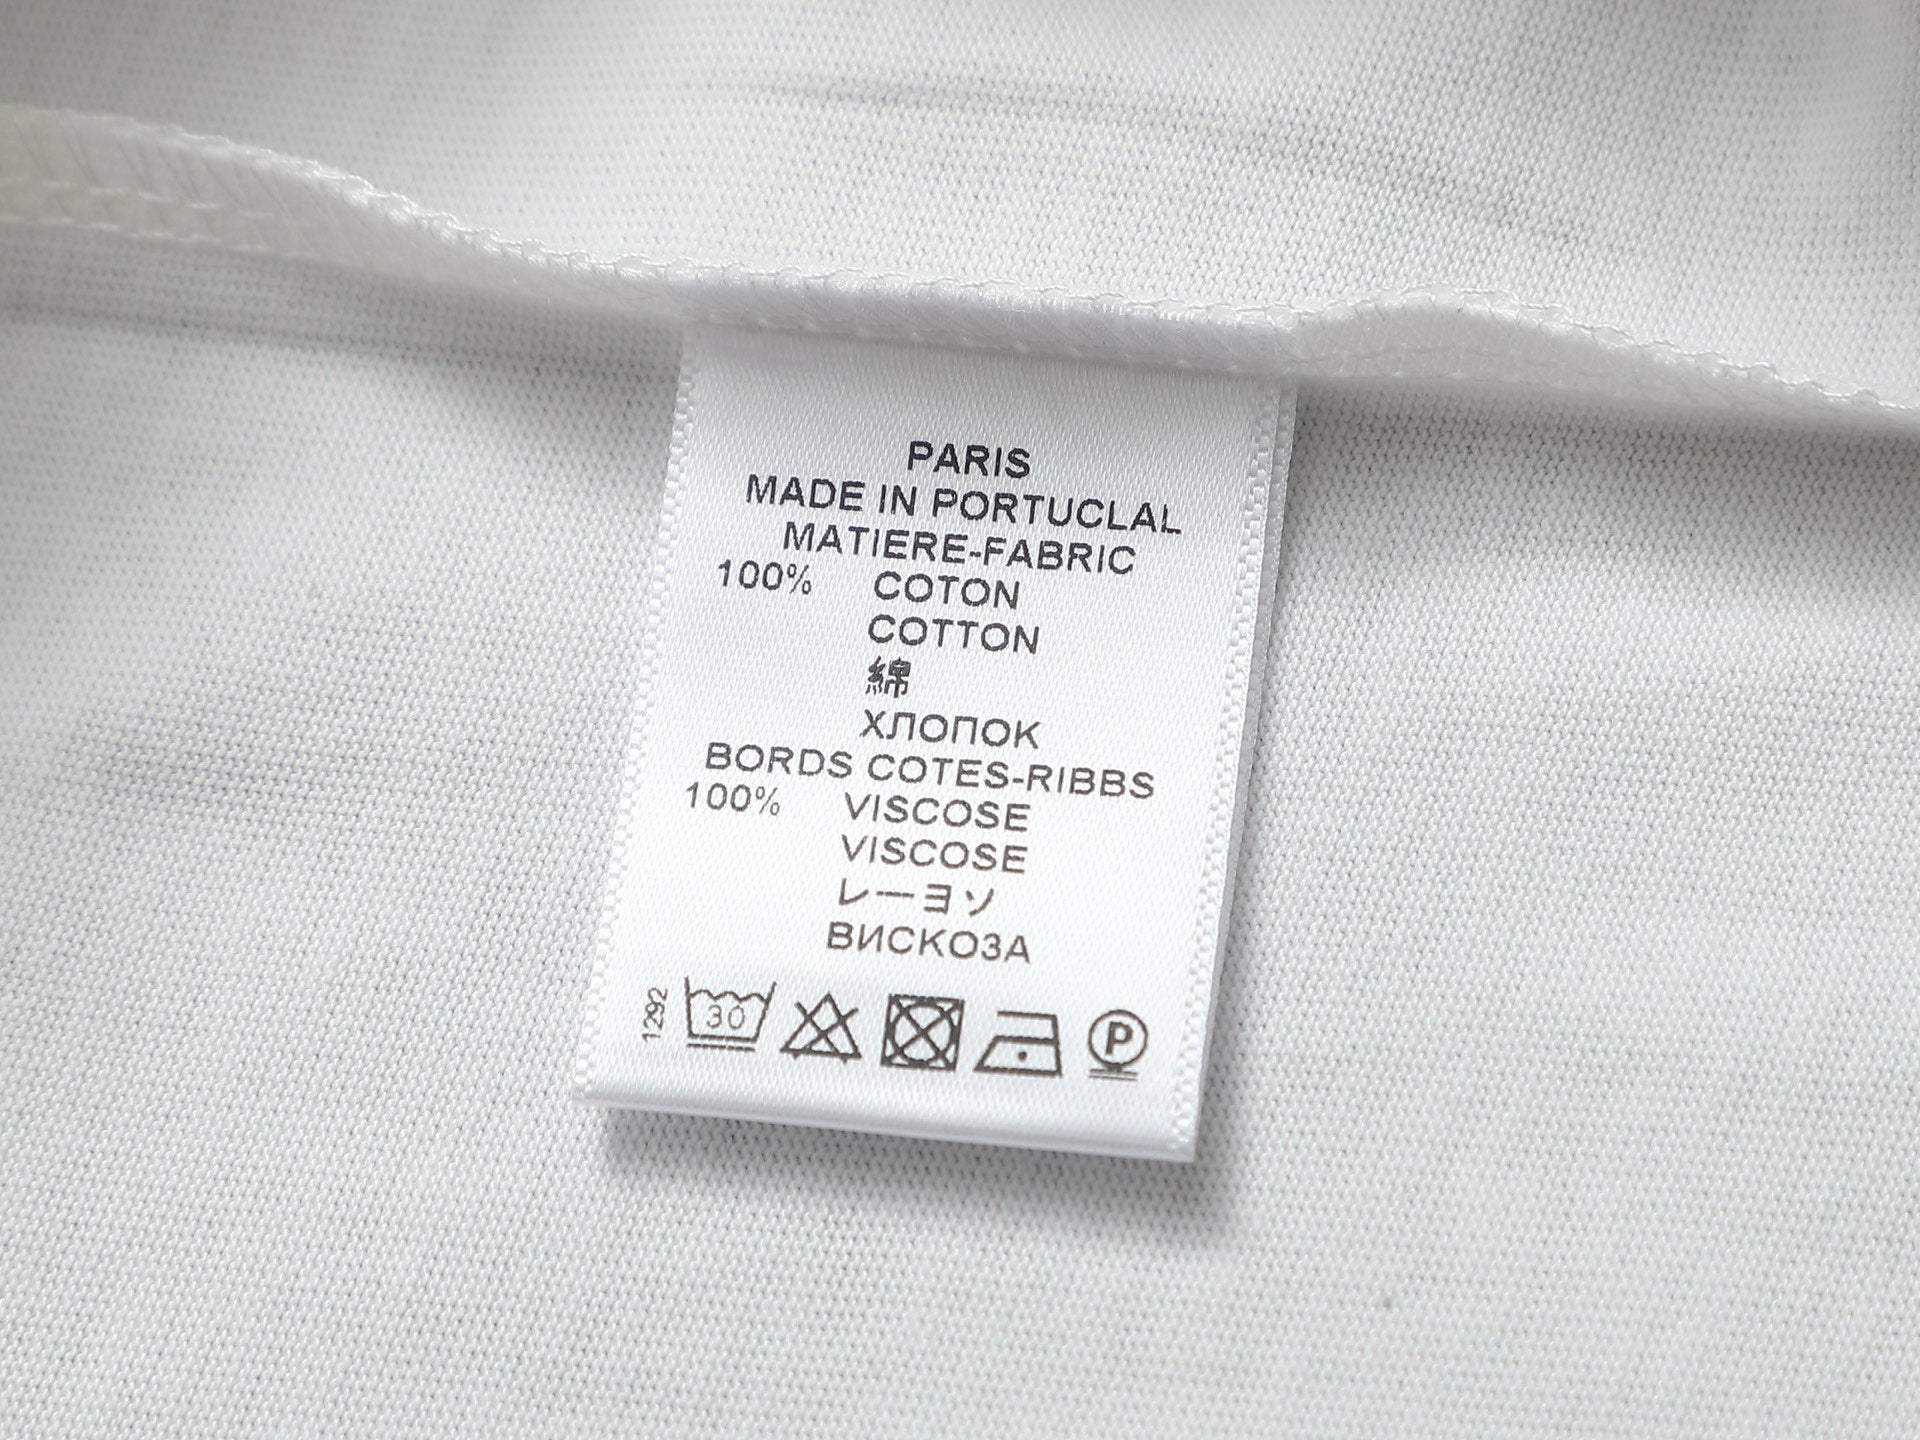 PARIS
MADE IN PORTUCLAL
MATIERE-FABRIC
100% COTON
COTTON
綿
ХЛОПОК
BORDS COTES-RIBBS
100% VISCOSE
VISCOSE
レーヨソ
ВИСКОЗА
1292
30
P